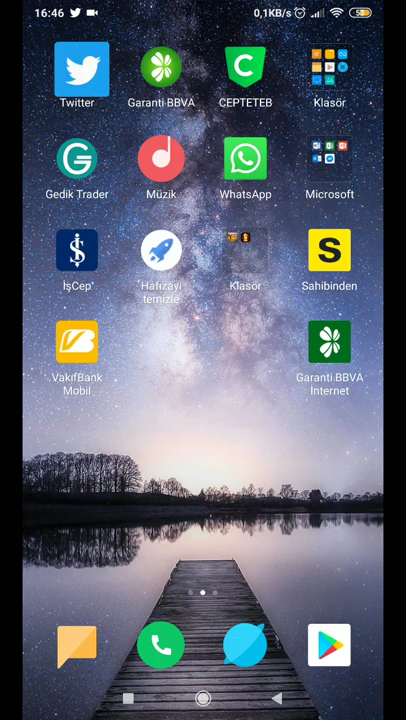 16:46
0,1KB/s
Twitter
Garanti BBVA
CEPTETEB
Klasör
Gedik Trader
Müzik
WhatsApp
Microsoft
İşCep
Hafızayı
temizle
Klasör
S
Sahibinden
VakıfBank
Mobil
Garanti BBVA
Internet